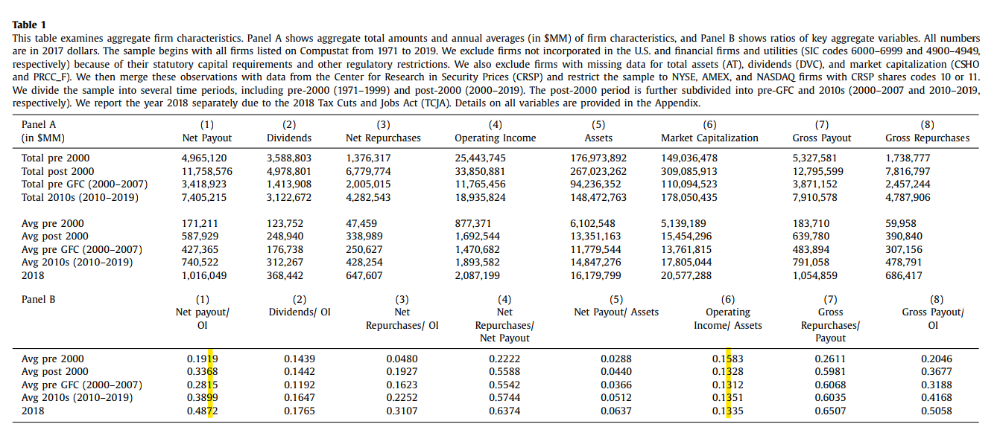 Table 1
This table examines aggregate firm characteristics. Panel A shows aggregate total amounts and annual averages (in $MM) of firm characteristics, and Panel B shows ratios of key aggregate variables. All numbers
are in 2017 dollars. The sample begins with all firms listed on Compustat from 1971 to 2019. We exclude firms not incorporated in the U.S. and financial firms and utilities (SIC codes 6000–6999 and 4900–4949,
respectively) because of their statutory capital requirements and other regulatory restrictions. We also exclude firms with missing data for total assets (AT), dividends (DVC), and market capitalization (CSHO
and PRCC_F). We then merge these observations with data from the Center for Research in Security Prices (CRSP) and restrict the sample to NYSE, AMEX, and NASDAQ firms with CRSP shares codes 10 or 11.
We divide the sample into several time periods, including pre-2000 (1971–1999) and post-2000 (2000–2019). The post-2000 period is further subdivided into pre-GFC and 2010s (2000–2007 and 2010–2019,
respectively). We report the year 2018 separately due to the 2018 Tax Cuts and Jobs Act (TCJA). Details on all variables are provided in the Appendix.
Panel A (1) (2) (3) (4) (5) (6) (7) (8)
(in $MM) Net Payout Dividends Net Repurchases Operating Income Assets Market Capitalization Gross Payout Gross Repurchases
Total pre 2000 4,965,120 3,588,803 1,376,317 25,443,745 176,973,892 149,036,478 5,327,581 1,738,777
Total post 2000 11,758,576 4,978,801 6,779,774 33,850,881 267,023,262 309,085,913 12,795,599 7,816,797
Total pre GFC (2000–2007) 3,418,923 1,413,908 2,005,015 11,765,456 94,236,352 110,094,523 3,871,152 2,457,244
Total 2010s (2010–2019) 7,405,215 3,122,672 4,282,543 18,935,824 148,472,763 178,050,435 7,910,578 4,787,906
Avg pre 2000 171,211 123,752 47,459 877,371 6,102,548 5,139,189 183,710 59,958
Avg post 2000 587,929 248,940 338,989 1,692,544 13,351,163 15,454,296 639,780 390,840
Avg pre GFC (2000–2007) 427,365 176,738 250,627 1,470,682 11,779,544 13,761,815 483,894 307,156
Avg 2010s (2010–2019) 740,522 312,267 428,254 1,893,582 14,847,276 17,805,044 791,058 478,791
2018 1,016,049 368,442 647,607 2,087,199 16,179,799 20,577,288 1,054,859 686,417
Panel B (1) (2) (3) (4) (5) (6) (7) (8)
Net payout/ Dividends/ OI Net Net Net Payout/ Assets Operating Gross Gross Payout/
OI Repurchases/ OI Repurchases/ Income/ Assets Repurchases/ OI
Net Payout Payout
Avg pre 2000 0.1919 0.1439 0.0480 0.2222 0.0288 0.1583 0.2611 0.2046
Avg post 2000 0.3368 0.1442 0.1927 0.5588 0.0440 0.1328 0.5981 0.3677
Avg pre GFC (2000–2007) 0.2815 0.1192 0.1623 0.5542 0.0366 0.1312 0.6068 0.3188
Avg 2010s (2010–2019) 0.3899 0.1647 0.2252 0.5744 0.0512 0.1351 0.6035 0.4168
2018 0.4872 0.1765 0.3107 0.6374 0.0637 0.1335 0.6507 0.5058